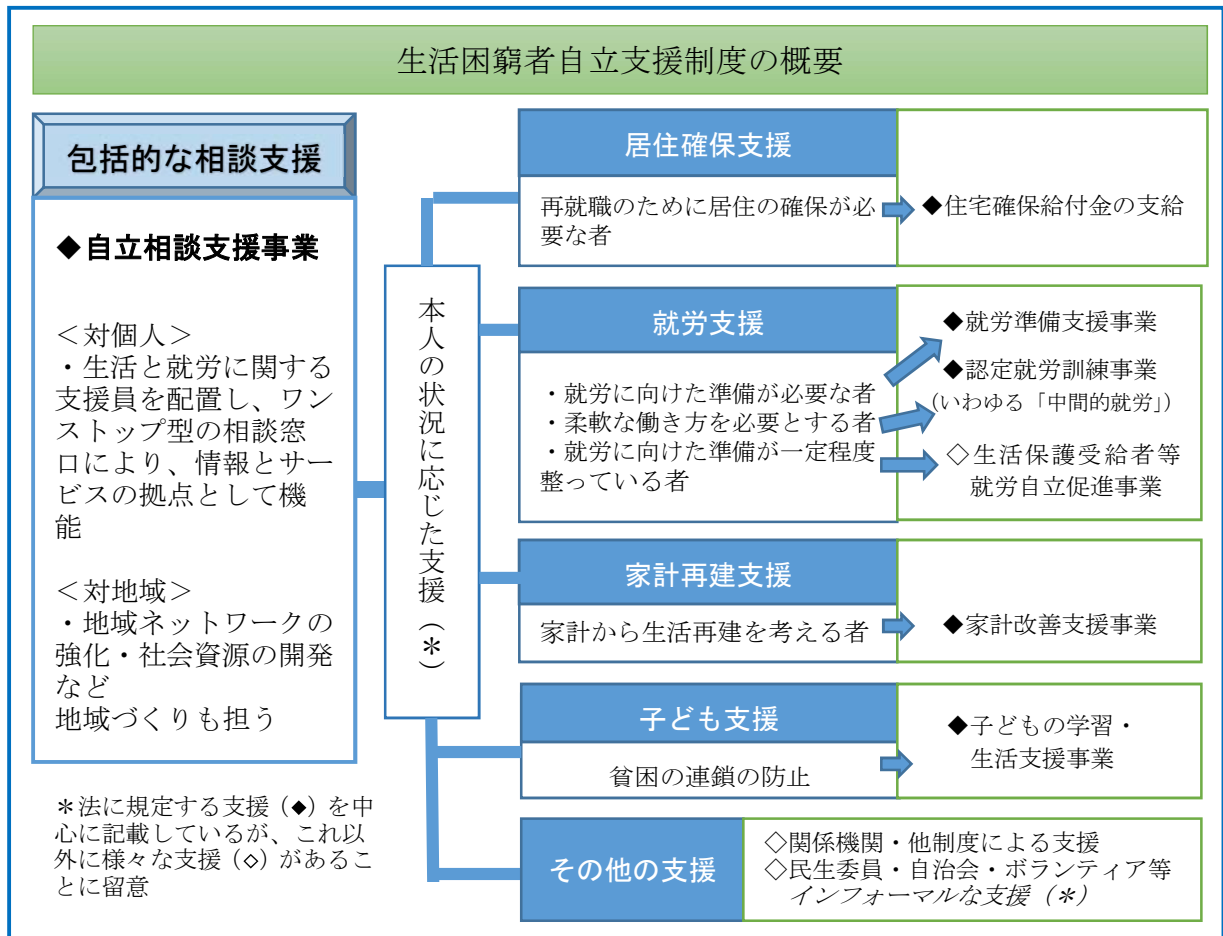 生活困窮者自立支援制度の概要
包括的な相談支援
◆自立相談支援事業
＜対個人＞
・生活と就労に関する
支援員を配置し、ワン
ストップ型の相談窓
口により、情報とサー
ビスの拠点として機
能
＜対地域＞
・地域ネットワークの
強化・社会資源の開発
など
地域づくりも担う
＊法に規定する支援（◆）を中
心に記載しているが、これ以
外に様々な支援（◇）があるこ
とに留意
本人の状況に応じた支援（＊）
居住確保支援
再就職のために居住の確保が必
要な者
◆住宅確保給付金の支給
就労支援
・就労に向けた準備が必要な者
・柔軟な働き方を必要とする者
・就労に向けた準備が一定程度
整っている者
◆就労準備支援事業
◆認定就労訓練事業
（いわゆる「中間的就労」）
◇生活保護受給者等
就労自立促進事業
家計再建支援
家計から生活再建を考える者
◆家計改善支援事業
子ども支援
貧困の連鎖の防止
◆子どもの学習・
生活支援事業
その他の支援
◇関係機関・他制度による支援
◇民生委員・自治会・ボランティア等
インフォーマルな支援（＊）